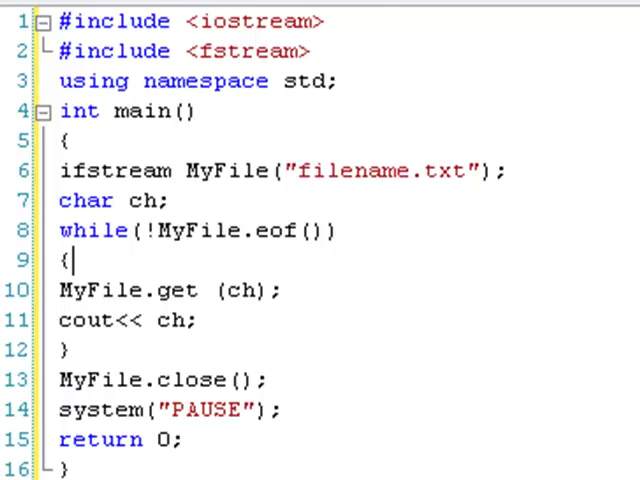 1 #include <iostream>
2 #include <fstream>
3 using namespace std;
4 int main()
5 {
6 ifstream MyFile("filename.txt");
7 char ch;
8 while(!MyFile.eof())
9 {
10 MyFile.get (ch);
11 cout<< ch;
12 }
13 MyFile.close();
14 system("PAUSE");
15 return 0;
16 }